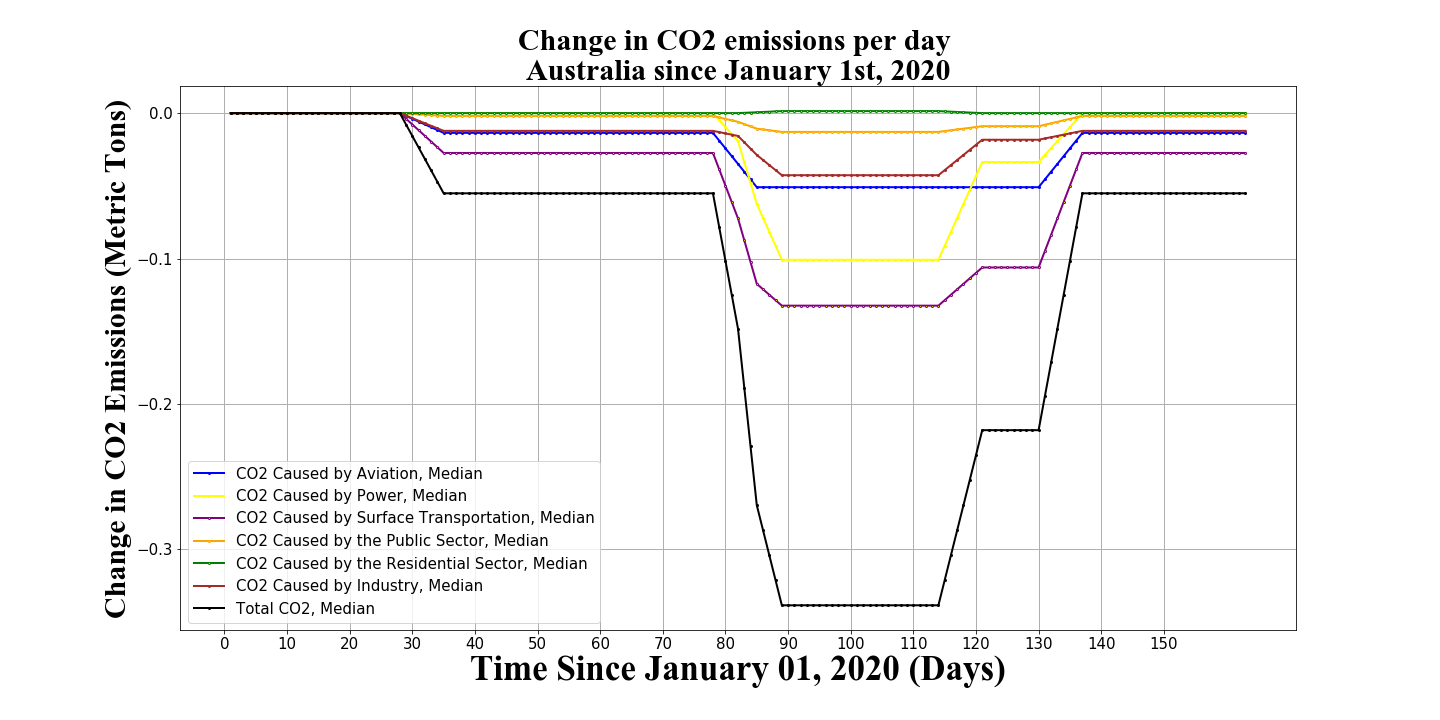 Change in CO2 emissions per day
Australia since January 1st, 2020
Change in CO2 Emissions (Metric Tons)
0.0
−0.1
−0.2
−0.3
CO2 Caused by Aviation, Median
CO2 Caused by Power, Median
CO2 Caused by Surface Transportation, Median
CO2 Caused by the Public Sector, Median
CO2 Caused by the Residential Sector, Median
CO2 Caused by Industry, Median
Total CO2, Median
0 10 20 30 40 50 60 70 80 90 100 110 120 130 140 150
Time Since January 01, 2020 (Days)